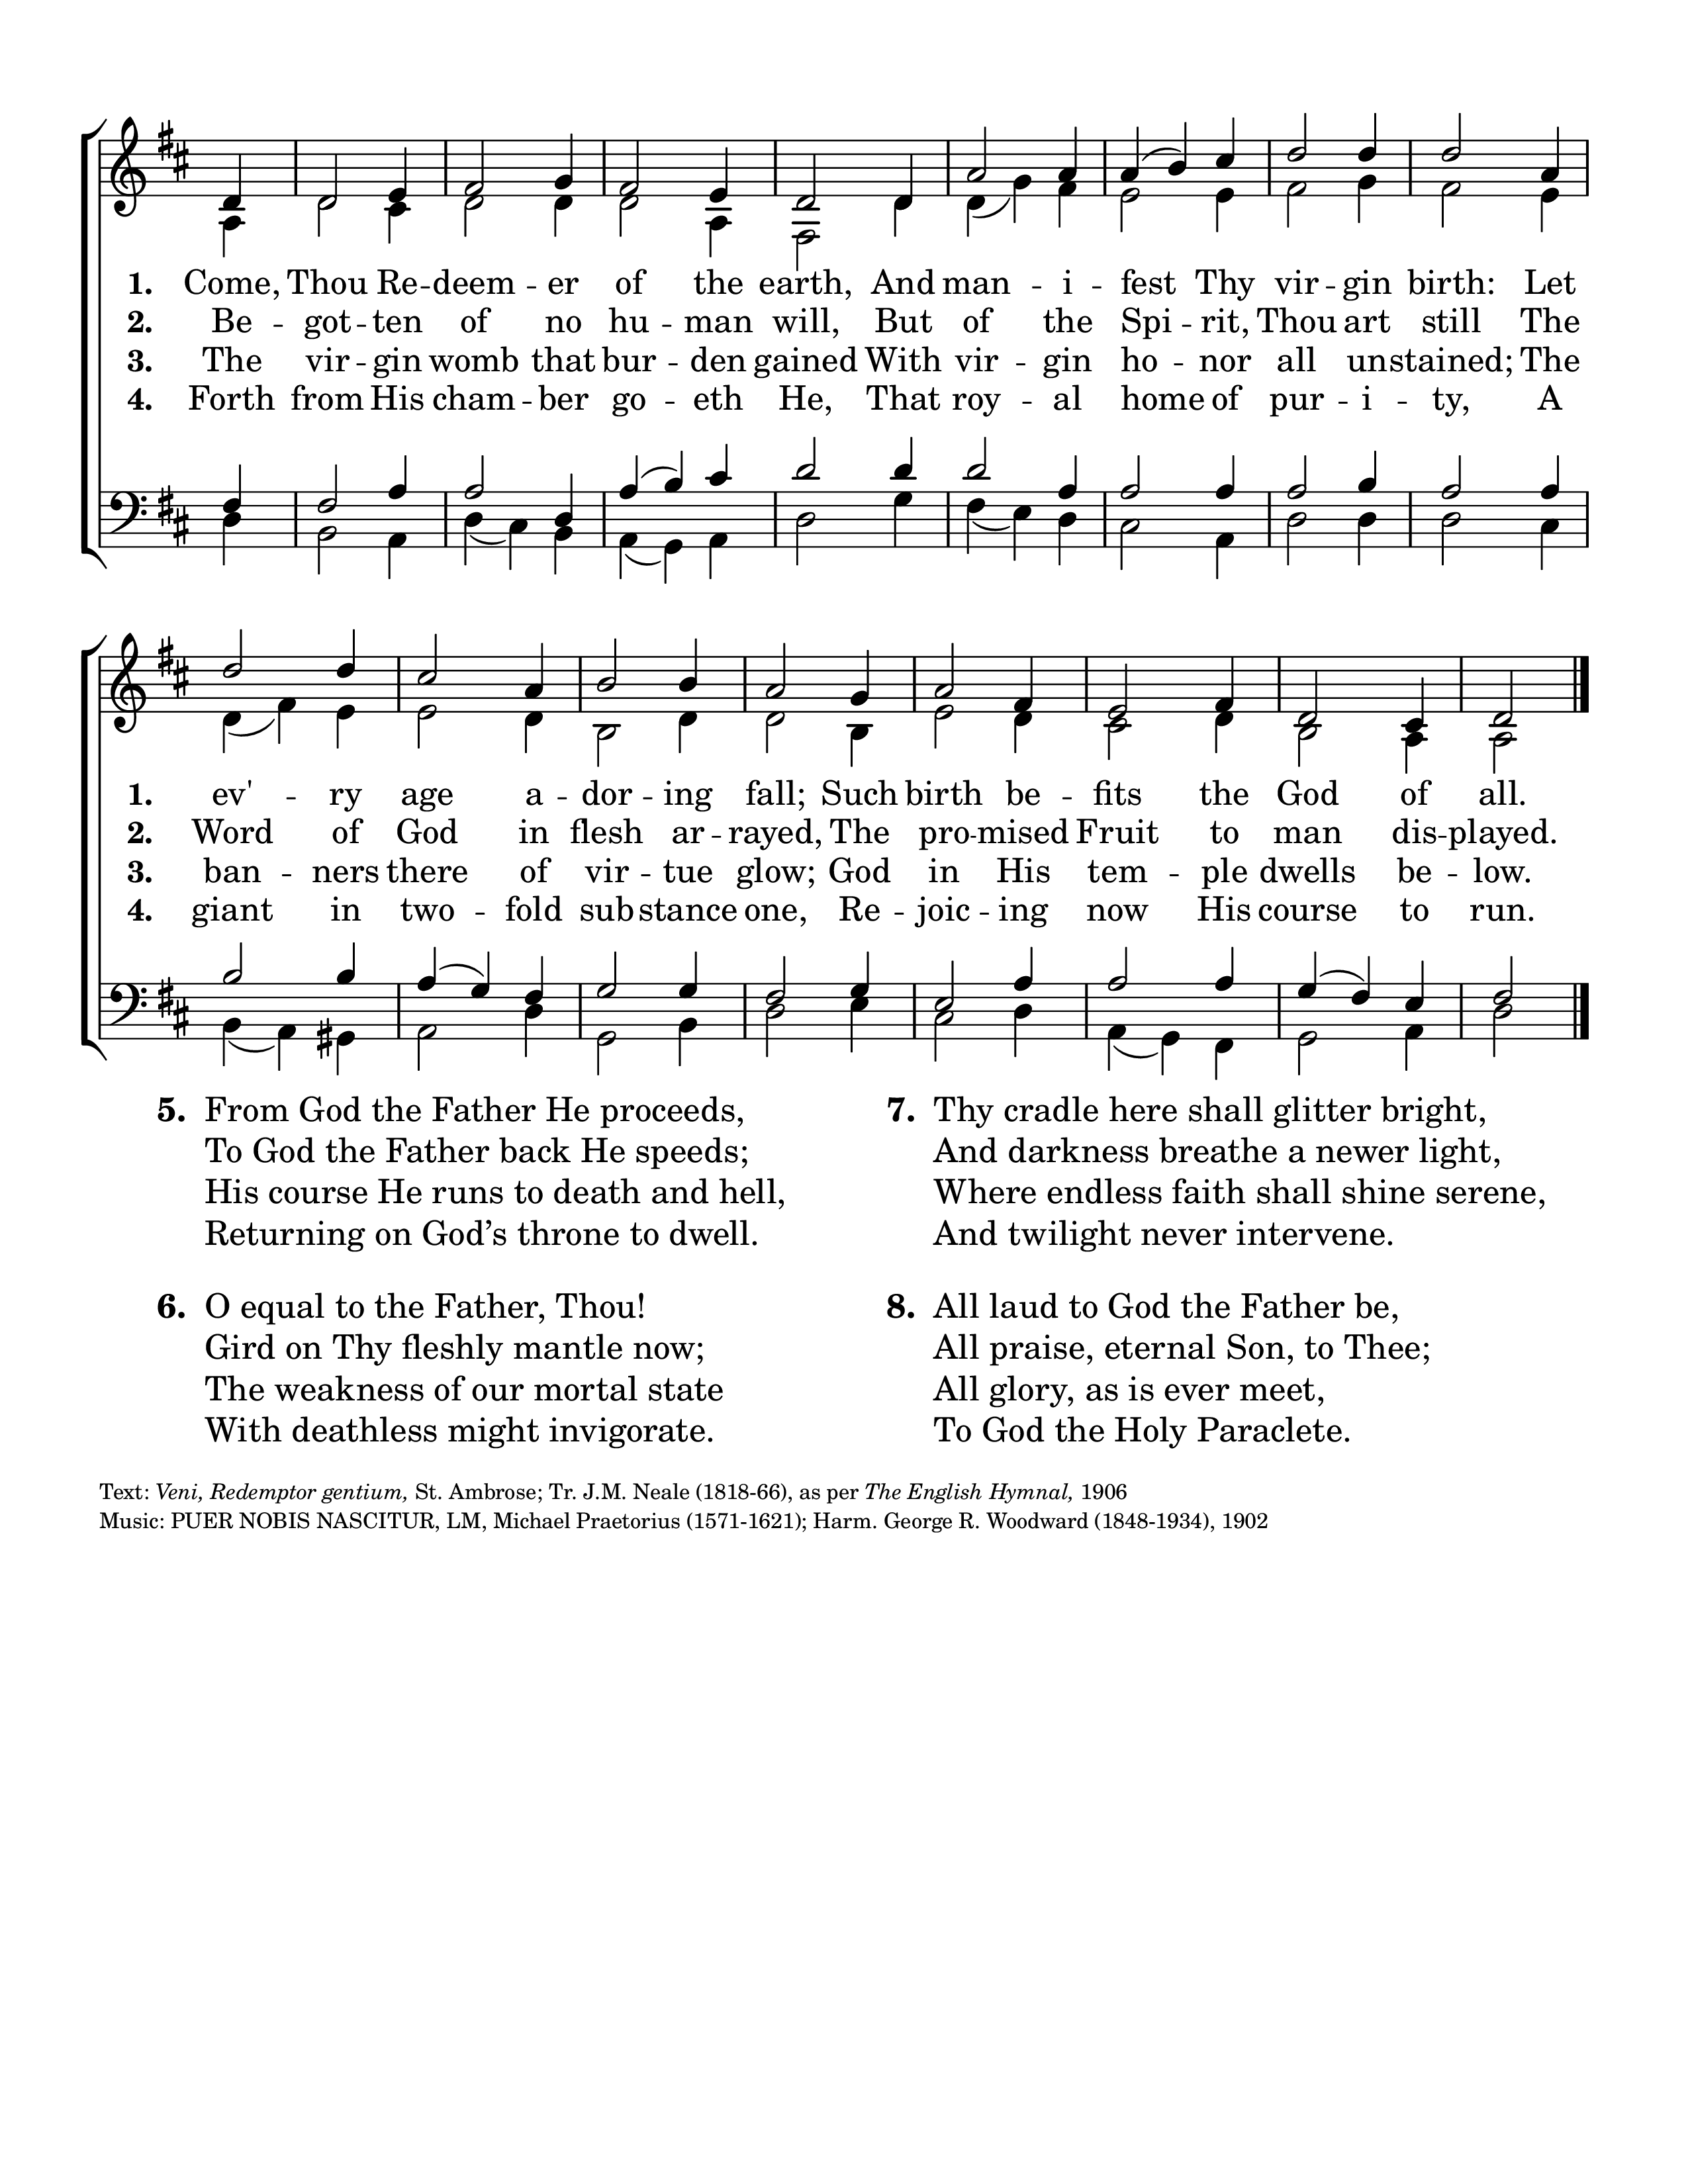 1. Come, Thou Re -- deem -- er of the earth, And man -- i -- fest Thy vir -- gin birth: Let
2. Be -- got -- ten of no hu -- man will, But of the Spi -- rit, Thou art still The
3. The vir -- gin womb that bur -- den gained With vir -- gin ho -- nor all unstained; The
4. Forth from His cham -- ber go -- eth He, That roy -- al home of pur -- i -- ty, A
1. ev' -- ry age a -- dor -- ing fall; Such birth be -- fits the God of all.
2. Word of God in flesh ar -- rayed, The pro -- mised Fruit to man dis -- played.
3. ban -- ners there of vir -- tue glow; God in His tem -- ple dwells be -- low.
4. giant in two -- fold substance one, Re -- joic -- ing now His course to run.
5. From God the Father He proceeds,
To God the Father back He speeds;
His course He runs to death and hell,
Returning on God’s throne to dwell.
6. O equal to the Father, Thou!
Gird on Thy fleshly mantle now;
The weakness of our mortal state
With deathless might invigorate.
7. Thy cradle here shall glitter bright,
And darkness breathe a newer light,
Where endless faith shall shine serene,
And twilight never intervene.
8. All laud to God the Father be,
All praise, eternal Son, to Thee;
All glory, as is ever meet,
To God the Holy Paraclete.
Text: Veni, Redemptor gentium, St. Ambrose; Tr. J.M. Neale (1818-66), as per The English Hymnal, 1906
Music: PUER NOBIS NASCITUR, LM, Michael Praetorius (1571-1621); Harm. George R. Woodward (1848-1934), 1902